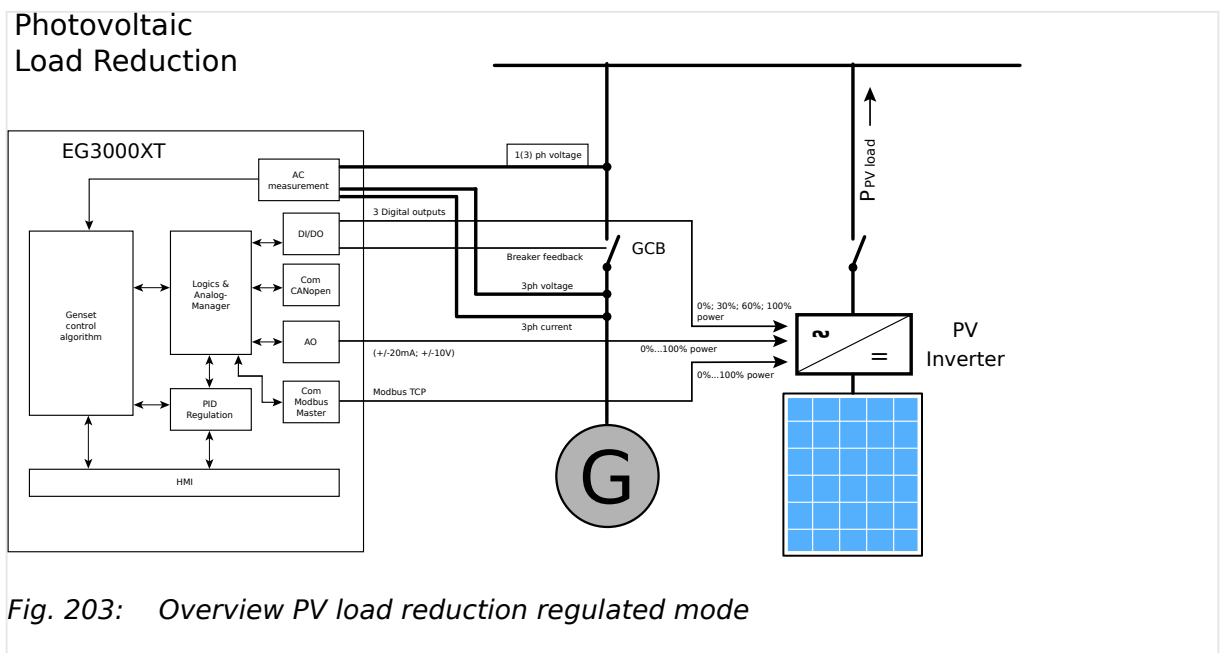 Photovoltaic
Load Reduction
EG3000XT
AC
measurement
1(3) ph voltage
3 Digital outputs
DI/DO
Breaker feedback
GCB
P PV load
Genset
control
algorithm
Logics &
Analog-
Manager
Com
CANopen
3ph voltage
3ph current
AO
(+/-20mA; +/-10V)
0%; 30%; 60%; 100%
power
0%...100% power
0%...100% power
~
=
PV
Inverter
PID
Regulation
Com
Modbus
Master
Modbus TCP
HMI
G
Fig. 203: Overview PV load reduction regulated mode